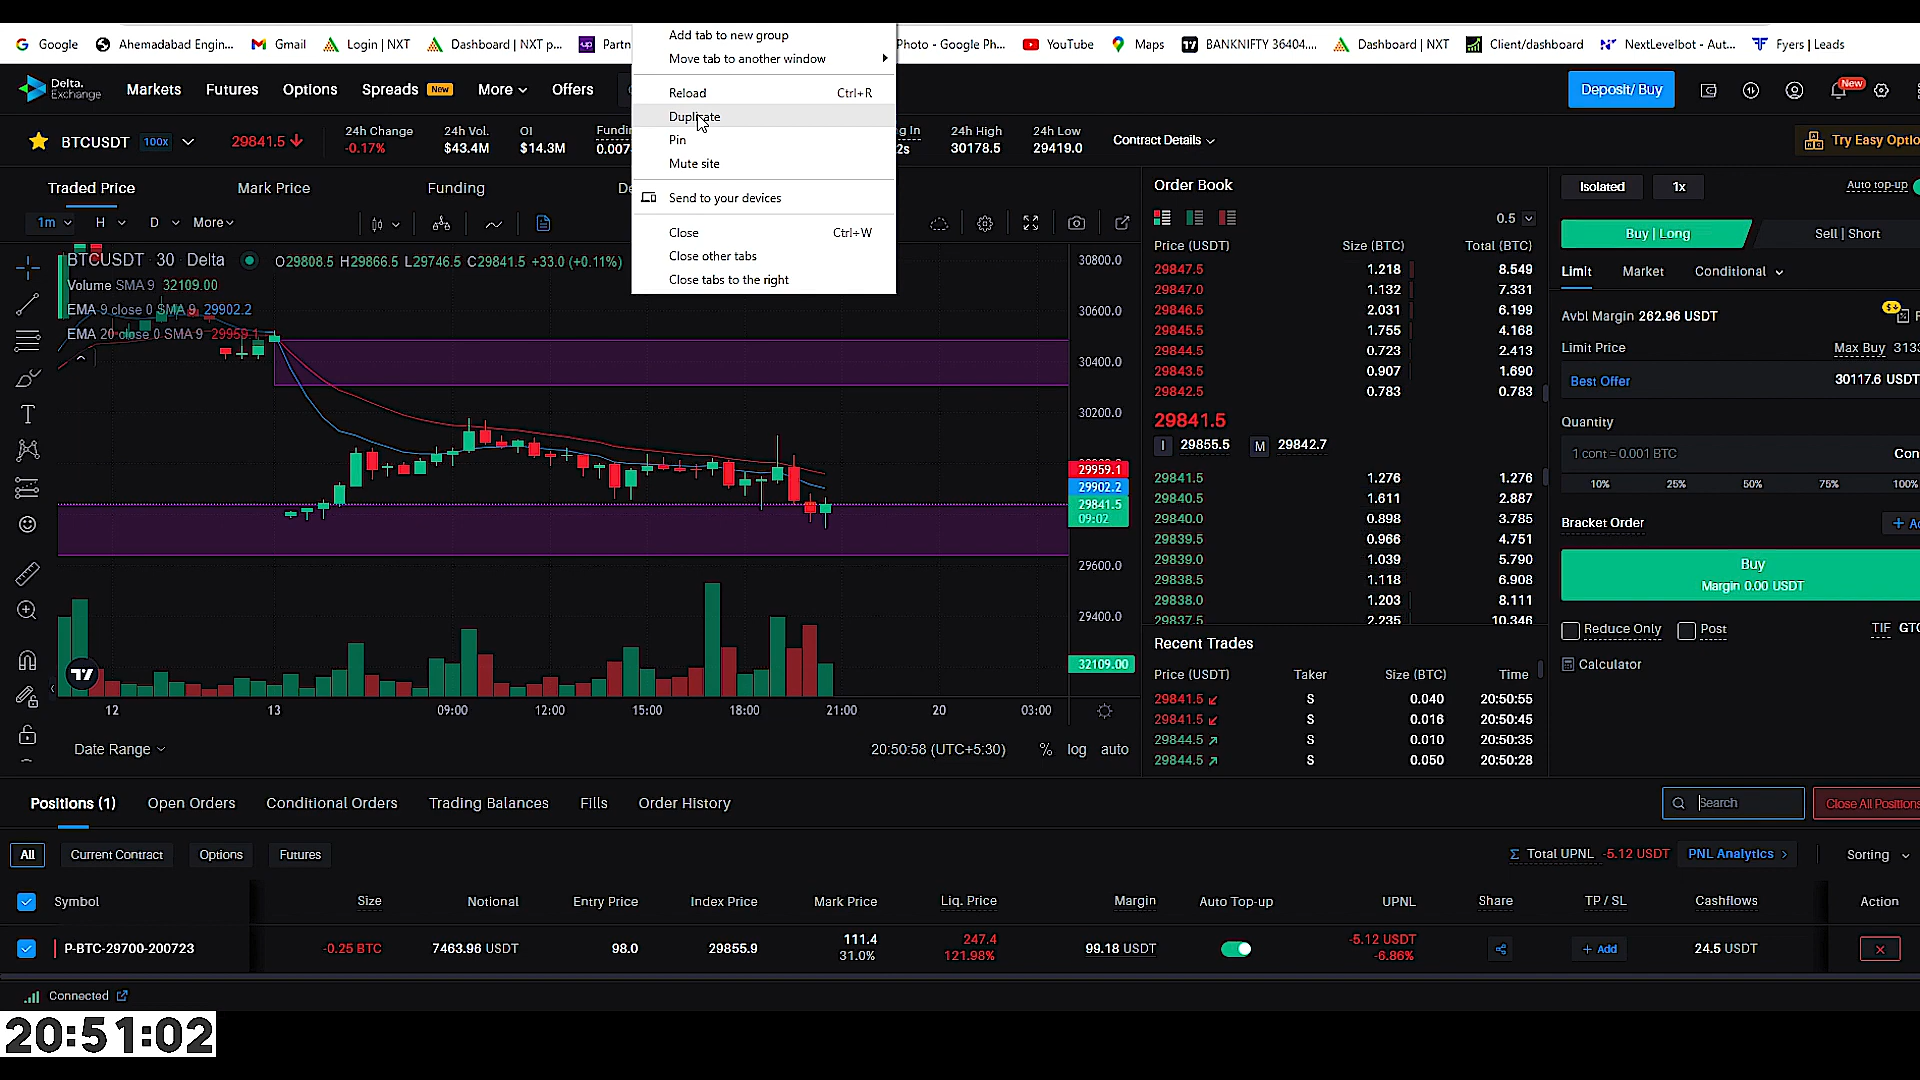 Google Ahemadabad Engin... Gmail Login | NXT Dashboard | NXT p... Partn Photo - Google Ph... YouTube Maps BANKNIFTY 36404.... Dashboard | NXT Client/dashboard NextLevelbot - Aut... Fyers | Leads
Add tab to new group
Move tab to another window
Reload Ctrl+R
Duplicate
Pin
Mute site
Send to your devices
Close Ctrl+W
Close other tabs
Close tabs to the right
Delta Exchange Markets Futures Options Spreads New More Offers Deposit/ Buy New
BTCUSDT 100x 29841.5
24h Change 24h Vol. OI 24h High 24h Low Contract Details
-0.17% $43.4M $14.3M 30178.5 29419.0
Try Easy Optio
Traded Price Mark Price Funding
1m H D More
BTCUSDT · 30 · Delta O29808.5 H29866.5 L29746.5 C29841.5 +33.0 (+0.11%)
Volume SMA 9 32109.00
EMA 9 close 0 SMA 9 29902.2
EMA 20 close 0 SMA 9 29959.1
30800.0
30600.0
30400.0
30200.0
29959.1
29902.2
29841.5
09:02
29600.0
29400.0
32109.00
12 13 09:00 12:00 15:00 18:00 21:00 20 03:00
Date Range 20:50:58 (UTC+5:30) % log auto
Order Book
0.5
Price (USDT) Size (BTC) Total (BTC)
29847.5 1.218 8.549
29847.0 1.132 7.331
29846.5 2.031 6.199
29845.5 1.755 4.168
29844.5 0.723 2.413
29843.5 0.907 1.690
29842.5 0.783 0.783
29841.5
I 29855.5 M 29842.7
29841.5 1.276 1.276
29840.5 1.611 2.887
29840.0 0.898 3.785
29839.5 0.966 4.751
29839.0 1.039 5.790
29838.5 1.118 6.908
29838.0 1.203 8.111
29837.5 2.235 10.346
Recent Trades
Price (USDT) Taker Size (BTC) Time
29841.5 S 0.040 20:50:55
29841.5 S 0.016 20:50:45
29844.5 S 0.010 20:50:35
29844.5 S 0.050 20:50:28
Isolated 1x Auto top-up
Buy | Long Sell | Short
Limit Market Conditional
Avbl Margin 262.96 USDT
Limit Price Max Buy 313
Best Offer 30117.6 USDT
Quantity
1 cont = 0.001 BTC Con
10% 25% 50% 75% 100%
Bracket Order
Buy
Margin 0.00 USDT
Reduce Only Post TIF GTC
Calculator
Positions (1) Open Orders Conditional Orders Trading Balances Fills Order History Search Close All Positions
All Current Contract Options Futures Σ Total UPNL -5.12 USDT PNL Analytics Sorting
Symbol Size Notional Entry Price Index Price Mark Price Liq. Price Margin Auto Top-up UPNL Share TP / SL Cashflows Action
P-BTC-29700-200723 -0.25 BTC 7463.96 USDT 98.0 29855.9 111.4 247.4 99.18 USDT -5.12 USDT + Add 24.5 USDT
31.0% 121.98% -6.86%
Connected
20:51:02